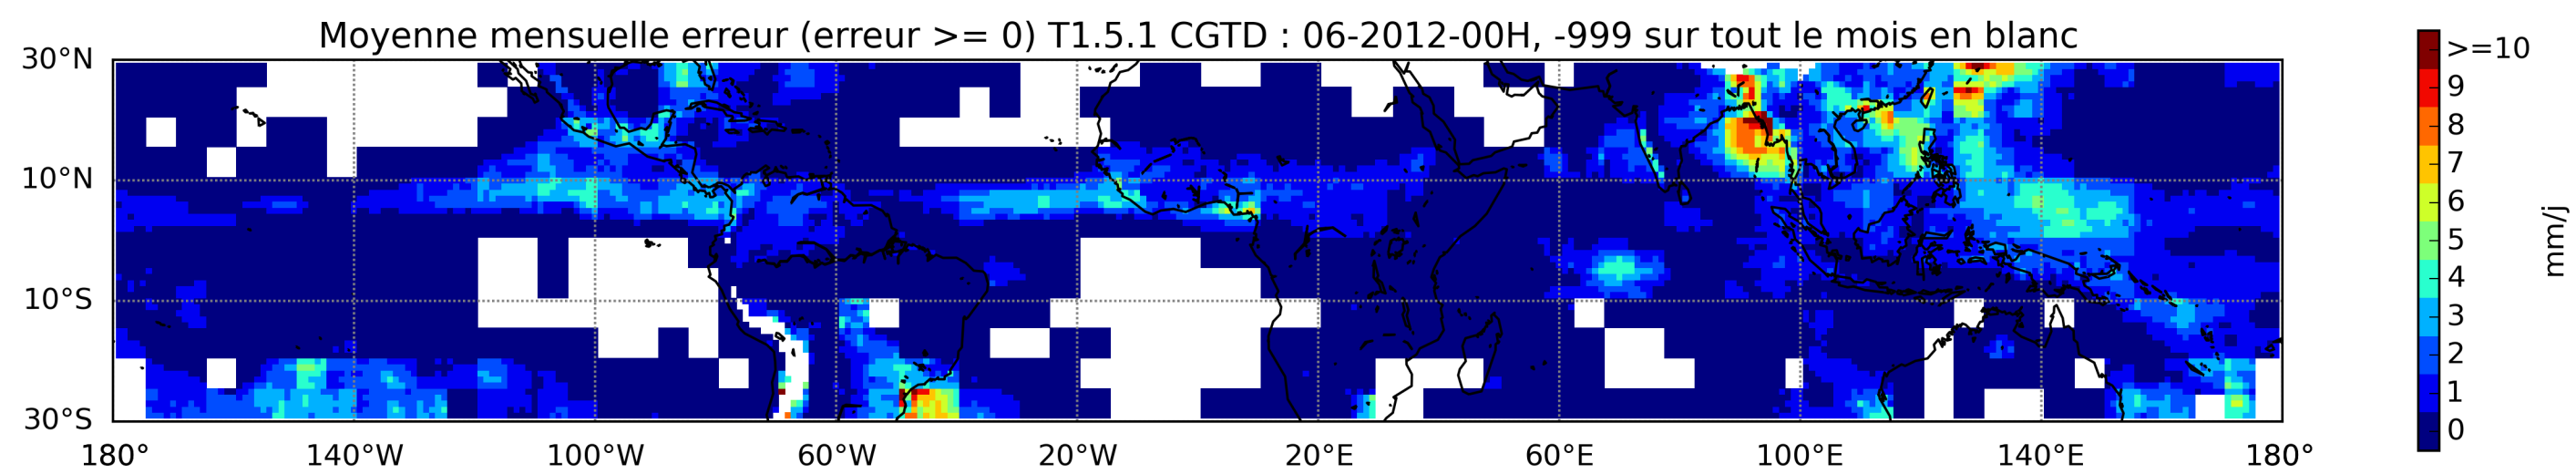 Moyenne mensuelle erreur (erreur >= 0) T1.5.1 CGTD : 06-2012-00H, -999 sur tout le mois en blanc
30°N
10°N
10°S
30°S
180° 140°W 100°W 60°W 20°W 20°E 60°E 100°E 140°E 180°
>=10
9
8
7
6
5
4
3
2
1
0
mm/j